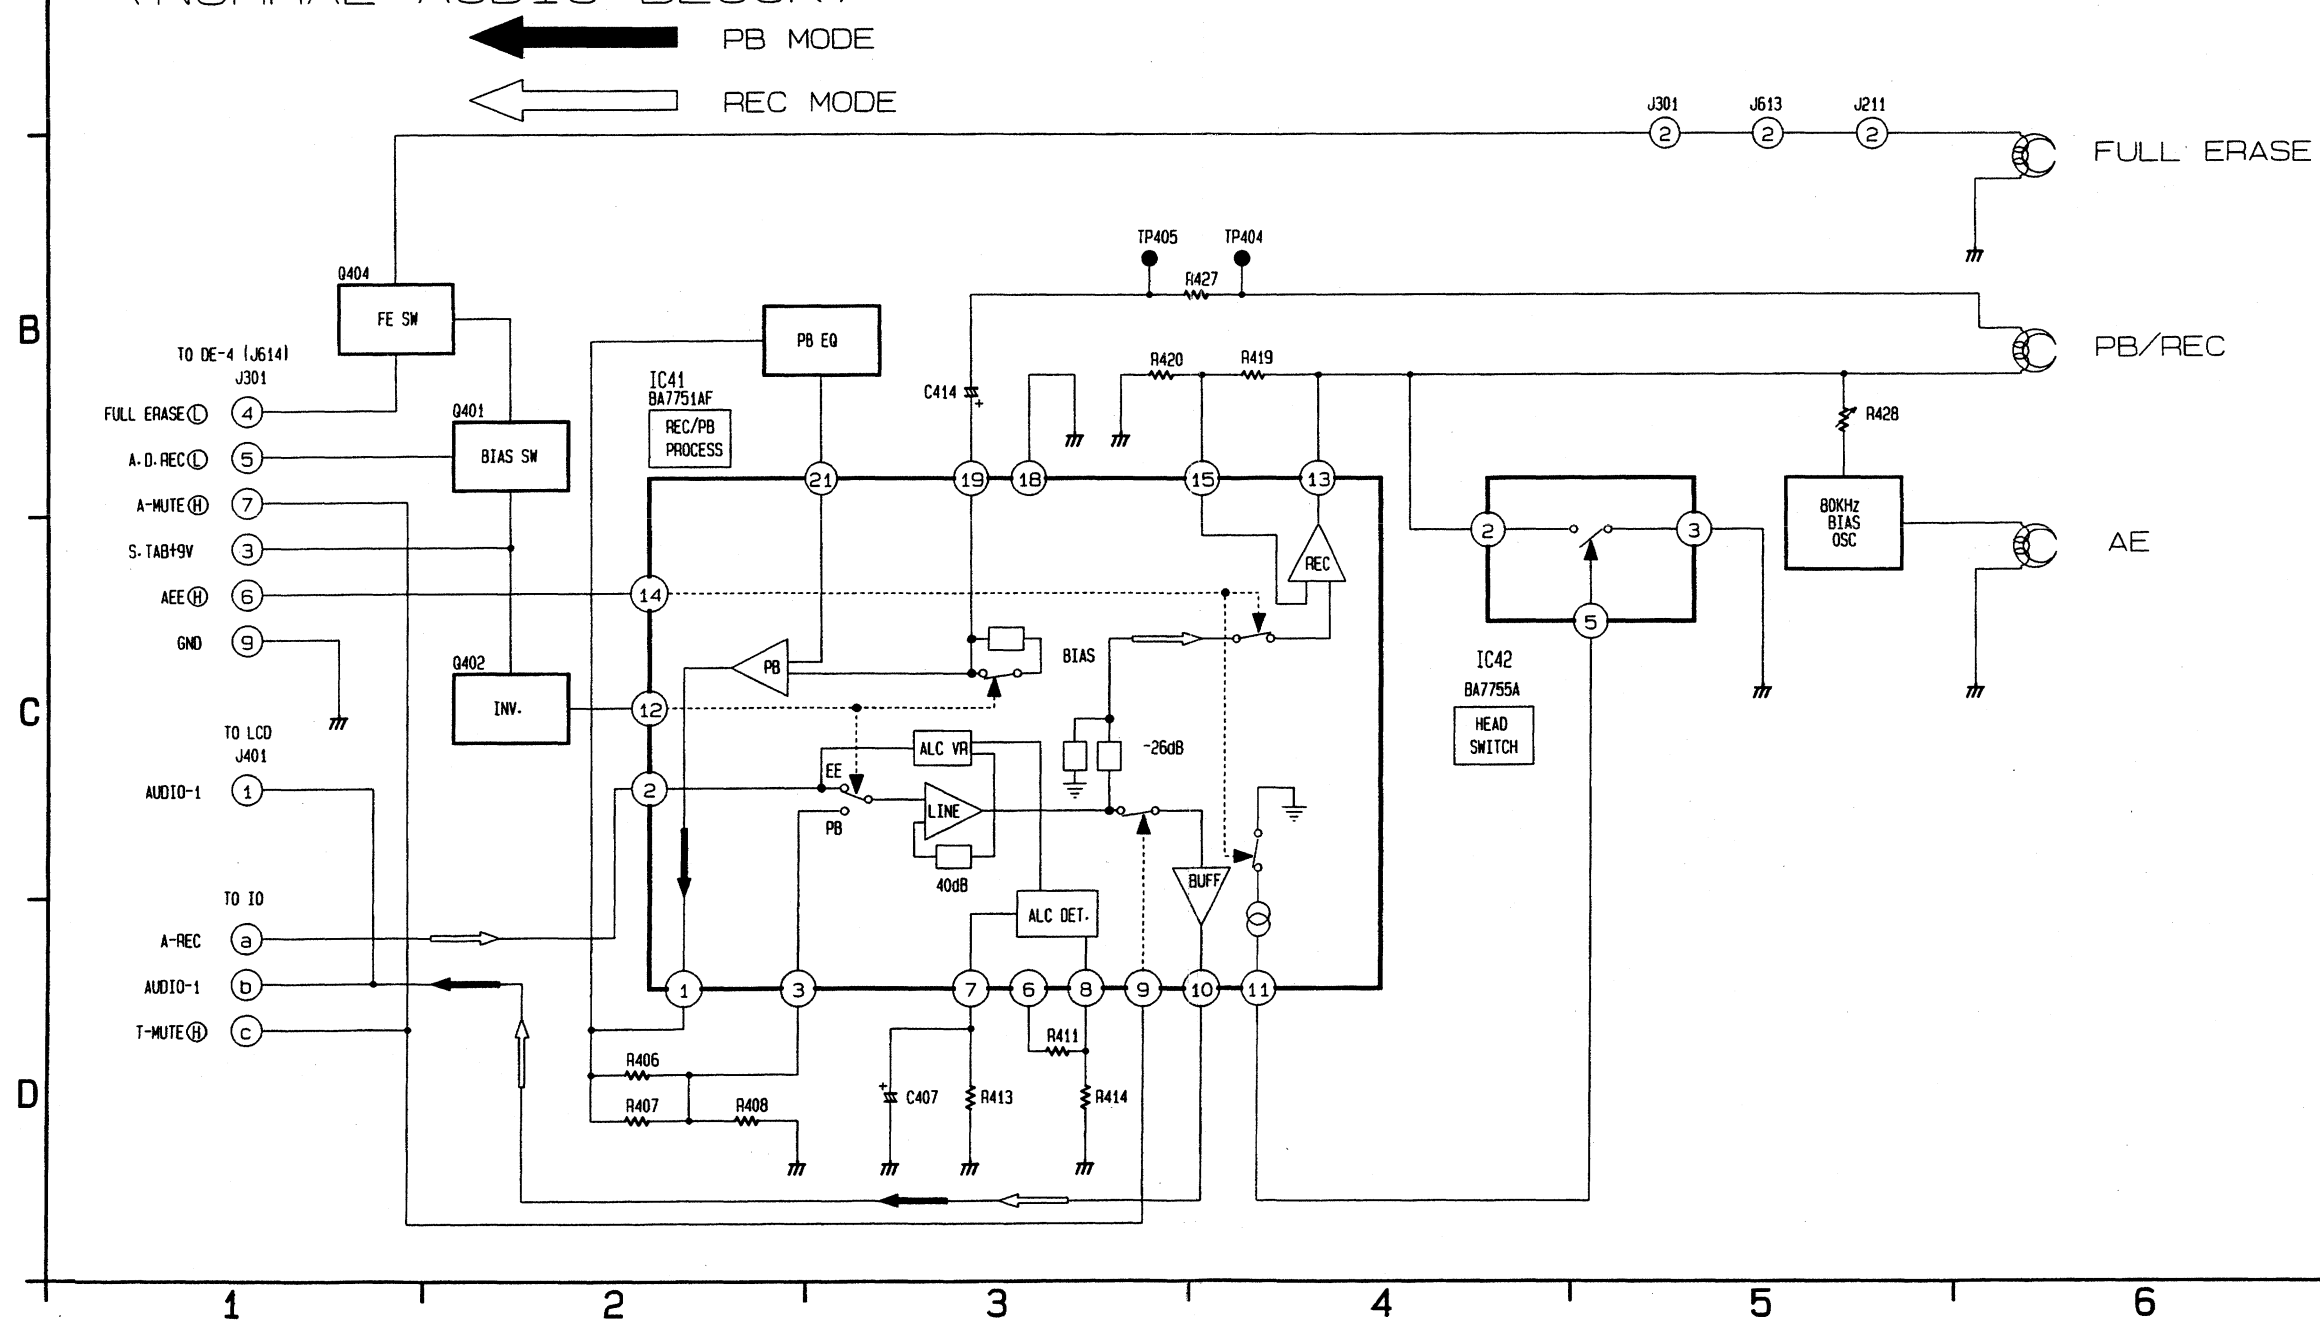 (NORMAL AUDIO BLOCK)
PB MODE
REC MODE
J301
J613
J211
2
2
2
FULL ERASE
TP405
TP404
R427
Q404
FE SW
B
PB EQ
PB/REC
TO DE-4 (J614)
J301
R420
R419
IC41
BA7751AF
REC/PB
PROCESS
C414
+
R428
FULL ERASE(L)
4
Q401
BIAS SW
A.D.REC(L)
5
21
19
18
15
13
A-MUTE(H)
7
80KHz
BIAS
OSC
2
3
AE
S.TAB+9V
3
REC
AEE(H)
6
14
5
GND
9
BIAS
PB
Q402
INV.
IC42
BA7755A
HEAD
SWITCH
C
12
TO LCD
J401
ALC VR
-26dB
EE
AUDIO-1
1
2
LINE
PB
40dB
BUFF
TO IO
ALC DET.
A-REC
a
AUDIO-1
b
1
3
7
6
8
9
10
11
T-MUTE(H)
c
R411
R406
D
+
C407
R413
R414
R407
R408
1
2
3
4
5
6